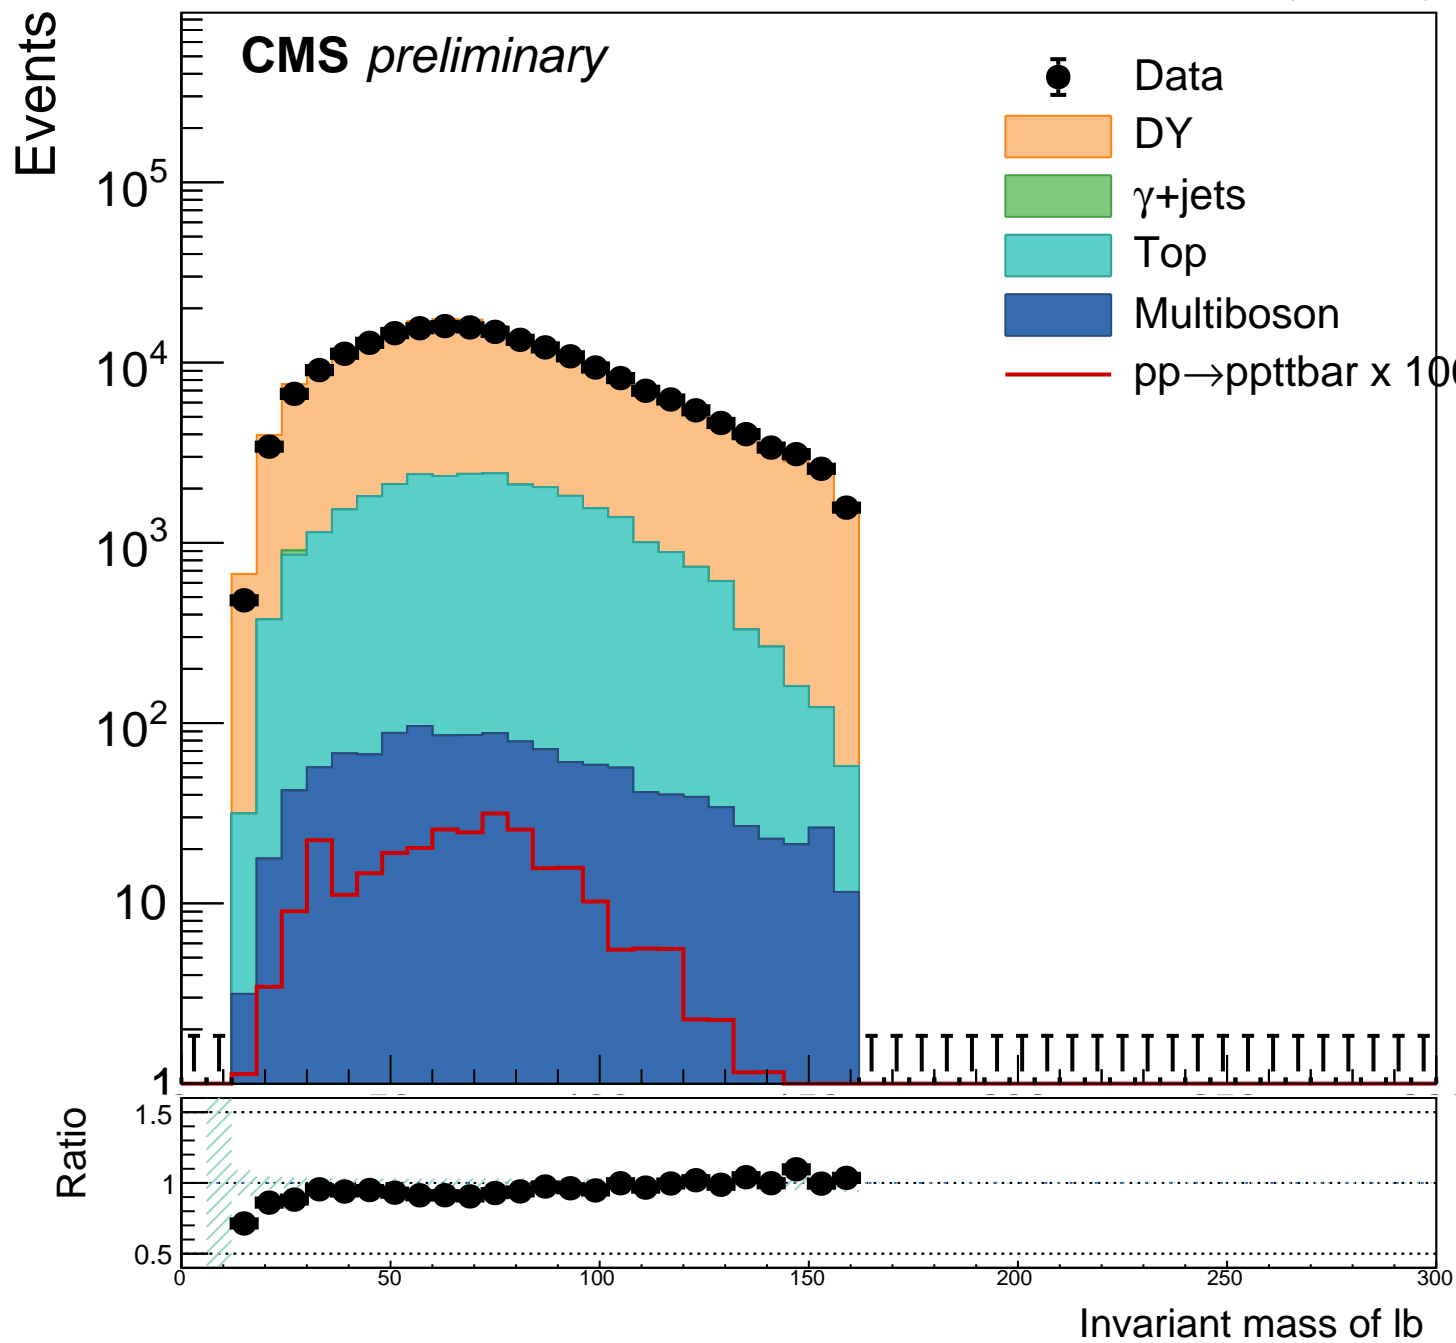 CMS preliminary
Events
Data
DY
γ+jets
Top
Multiboson
pp→ppttbar x
10⁵
10⁴
10³
10²
10
1
Ratio
1.5
1
0.5
0 50 100 150 200 250 300
Invariant mass of lb